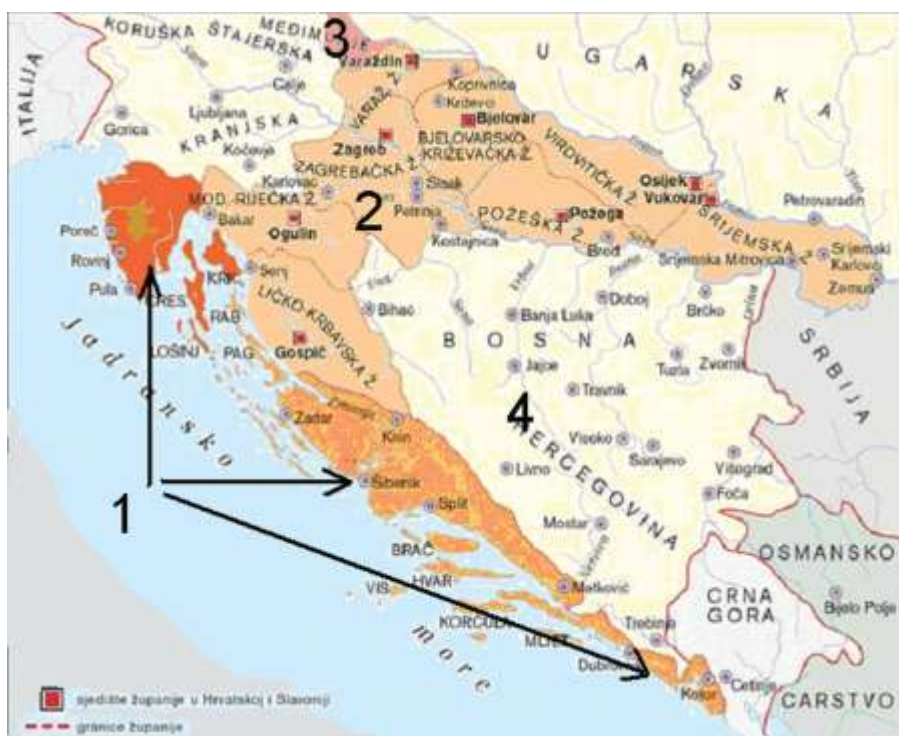 3
MEĐIMURJE
KORUŠKA
ŠTAJERSKA
ITALIJA
Varaždin
Celje
Koprivnica
Križevci
UGARSKA
Ljubljana
Gorica
KRANJSKA
Kočevje
VARAŽ. Ž.
Bjelovar
Zagreb
BJELOVARSKO-
KRIŽEVAČKA Ž.
VIROVITIČKA Ž.
ZAGREBAČKA Ž.
Karlovac
Sisak
Petrinja
2
MOD.-RIJEČKA Ž.
Bakar
Ogulin
Kostajnica
POŽEŠKA Ž.
Požega
Brod
Osijek
Vukovar
SRIJEMSKA Ž.
Petrovaradin
Srijemska Mitrovica
Srijemski
Karlovci
Zemun
Poreč
Rovinj
Pula
CRES
KRK
RAB
LOŠINJ
PAG
Senj
LIČKO-KRBAVSKA Ž.
Gospić
Bihać
Banja Luka
Doboj
Brčko
BOSNA
Jajce
Travnik
Tuzla
Zvornik
SRBIJA
4
HERCEGOVINA
Visoko
Sarajevo
Višegrad
Foča
Livno
Mostar
Jadransko
more
Zadar
Knin
Šibenik
Split
1
BRAČ
HVAR
VIS
KORČULA
MLJET
Metković
Trebinje
Kotor
Cetinje
CRNA
GORA
OSMANSKO
Bijelo Polje
CARSTVO
sjedište županije u Hrvatskoj i Slavoniji
granice županije